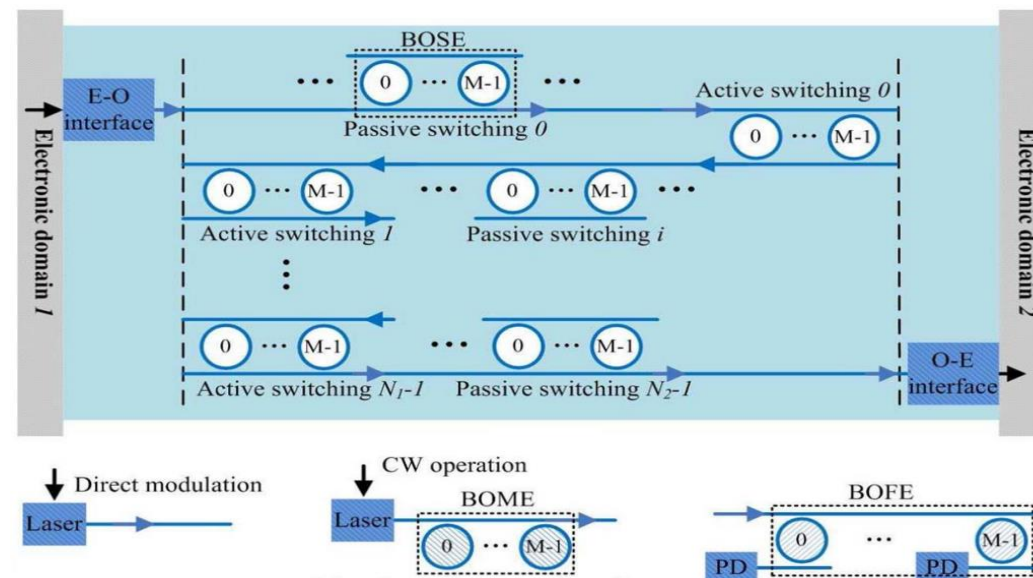 BOSE
0 ... M-1
Active switching 0
E-O
interface
Passive switching 0
0 ... M-1
Electronic domain 1
0 ... M-1
0 ... M-1
Active switching 1
Passive switching i
Electronic domain 2
0 ... M-1
0 ... M-1
Active switching N₁-1
Passive switching N₂-1
O-E
interface
Direct modulation
Laser
CW operation
BOME
Laser
0 ... M-1
BOFE
0 ... M-1
PD
PD